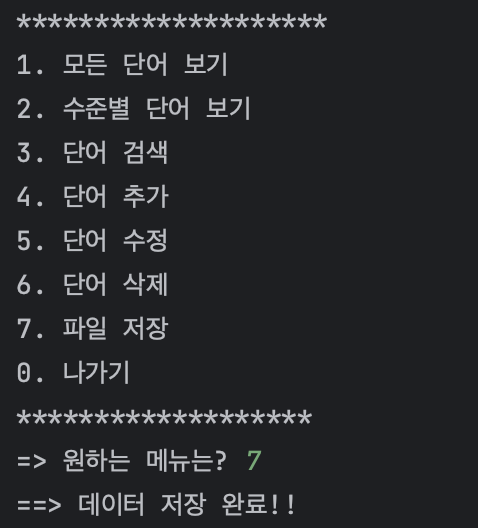 ********************
1. 모든 단어 보기
2. 수준별 단어 보기
3. 단어 검색
4. 단어 추가
5. 단어 수정
6. 단어 삭제
7. 파일 저장
0. 나가기
*******************
=> 원하는 메뉴는? 7
==> 데이터 저장 완료!!